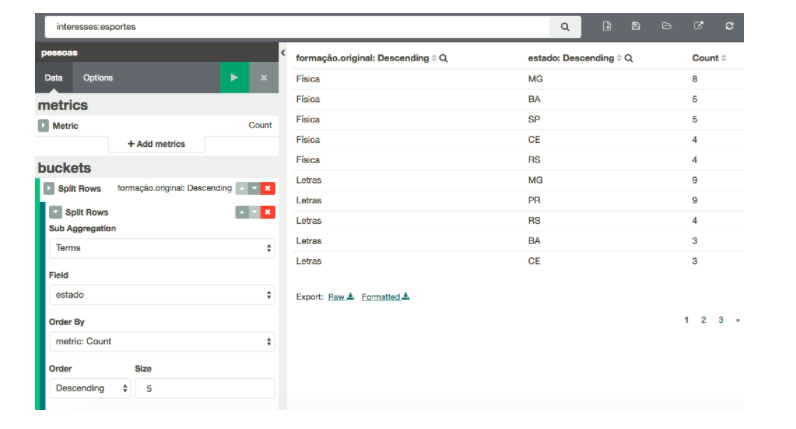 interesses:esportes
pessoas
Data Options
metrics
Metric Count
+ Add metrics
buckets
Split Rows formação.original: Descending
Split Rows
Sub Aggregation
Terms
Field
estado
Order By
metric: Count
Order Size
Descending 5
formação.original: Descending estado: Descending Count
Física MG 8
Física BA 5
Física SP 5
Física CE 4
Física RS 4
Letras MG 9
Letras PR 9
Letras RS 4
Letras BA 3
Letras CE 3
Export: Raw Formatted
1 2 3 »